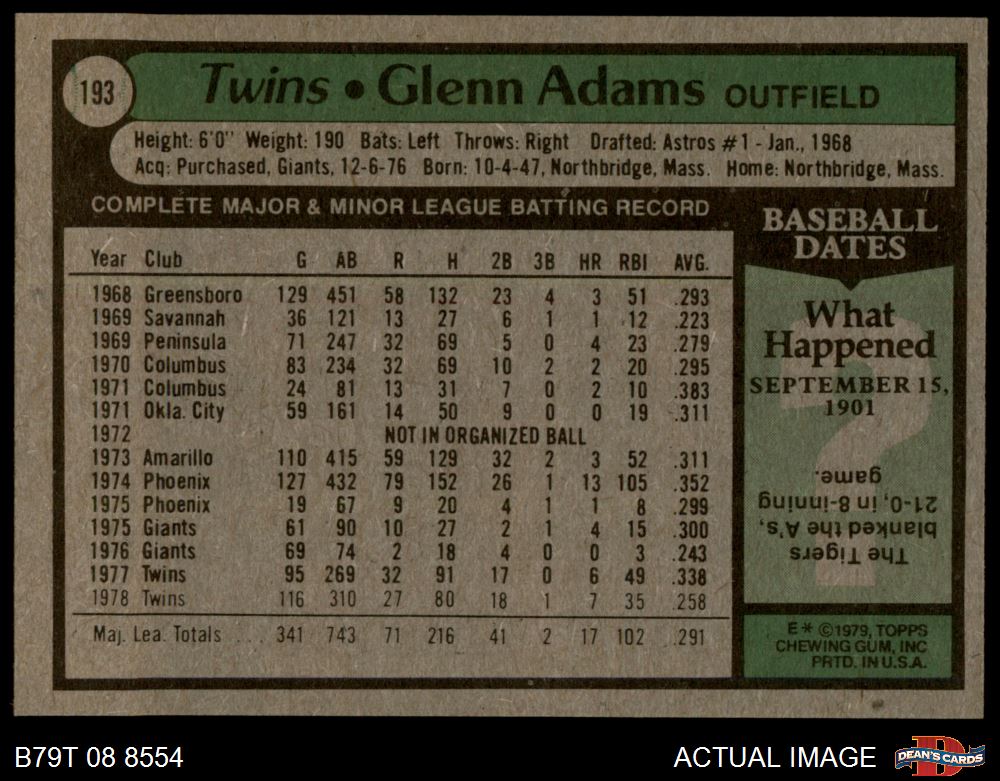 193
Twins • Glenn Adams OUTFIELD
Height: 6'0" Weight: 190 Bats: Left Throws: Right Drafted: Astros #1 - Jan., 1968
Acq: Purchased, Giants, 12-6-76 Born: 10-4-47, Northbridge, Mass. Home: Northbridge, Mass.
COMPLETE MAJOR & MINOR LEAGUE BATTING RECORD
Year Club G AB R H 2B 3B HR RBI AVG.
1968 Greensboro 129 451 58 132 23 4 3 51 .293
1969 Savannah 36 121 13 27 6 1 1 12 .223
1969 Peninsula 71 247 32 69 5 0 4 23 .279
1970 Columbus 83 234 32 69 10 2 2 20 .295
1971 Columbus 24 81 13 31 7 0 2 10 .383
1971 Okla. City 59 161 14 50 9 0 0 19 .311
1972 NOT IN ORGANIZED BALL
1973 Amarillo 110 415 59 129 32 2 3 52 .311
1974 Phoenix 127 432 79 152 26 1 13 105 .352
1975 Phoenix 19 67 9 20 4 1 1 8 .299
1975 Giants 61 90 10 27 2 1 4 15 .300
1976 Giants 69 74 2 18 4 0 0 3 .243
1977 Twins 95 269 32 91 17 0 6 49 .338
1978 Twins 116 310 27 80 18 1 7 35 .258
Maj. Lea. Totals ... 341 743 71 216 41 2 17 102 .291
BASEBALL
DATES
What
Happened
SEPTEMBER 15,
1901
The Tigers
blanked the A's,
21-0, in 8-inning
game.
E* ©1979, TOPPS
CHEWING GUM, INC
PRTD. IN U.S.A.
B79T 08 8554
ACTUAL IMAGE
DEAN'S CARDS